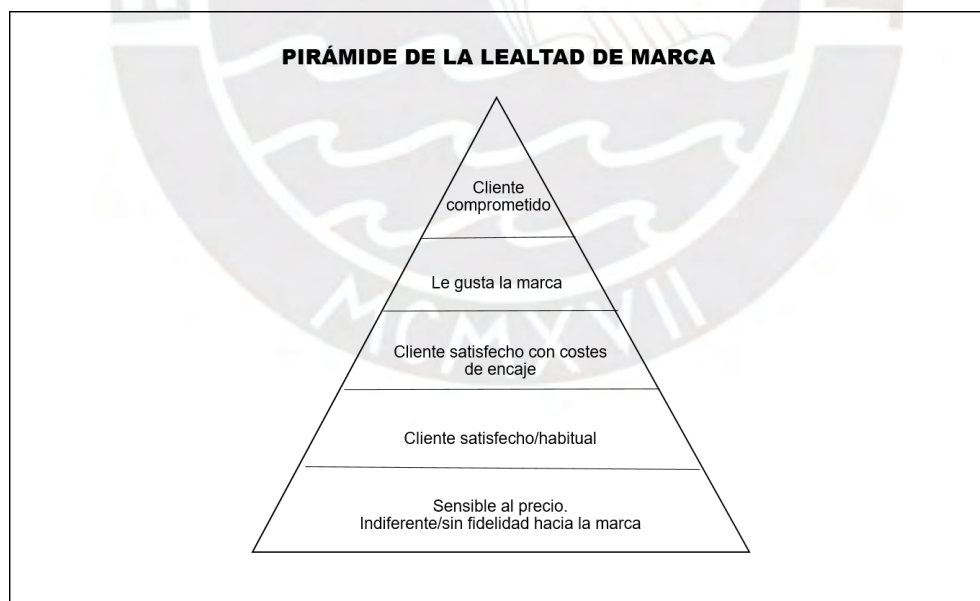 PIRÁMIDE DE LA LEALTAD DE MARCA
Cliente
comprometido
Le gusta la marca
MCMXVII
Cliente satisfecho con costes
de encaje
Cliente satisfecho/habitual
Sensible al precio.
Indiferente/sin fidelidad hacia la marca